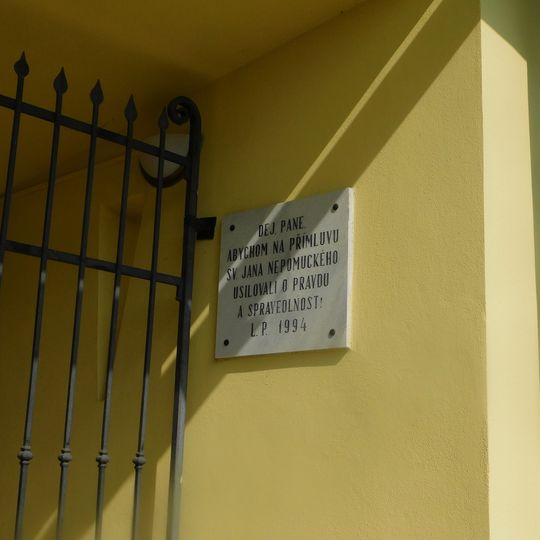 DEJ, PANE,
ABYCHOM NA PŘÍMLUVU
SV. JANA NEPOMUCKÉHO
USILOVALI O PRAVDU
A SPRAVEDLNOST!
L. P. 1994